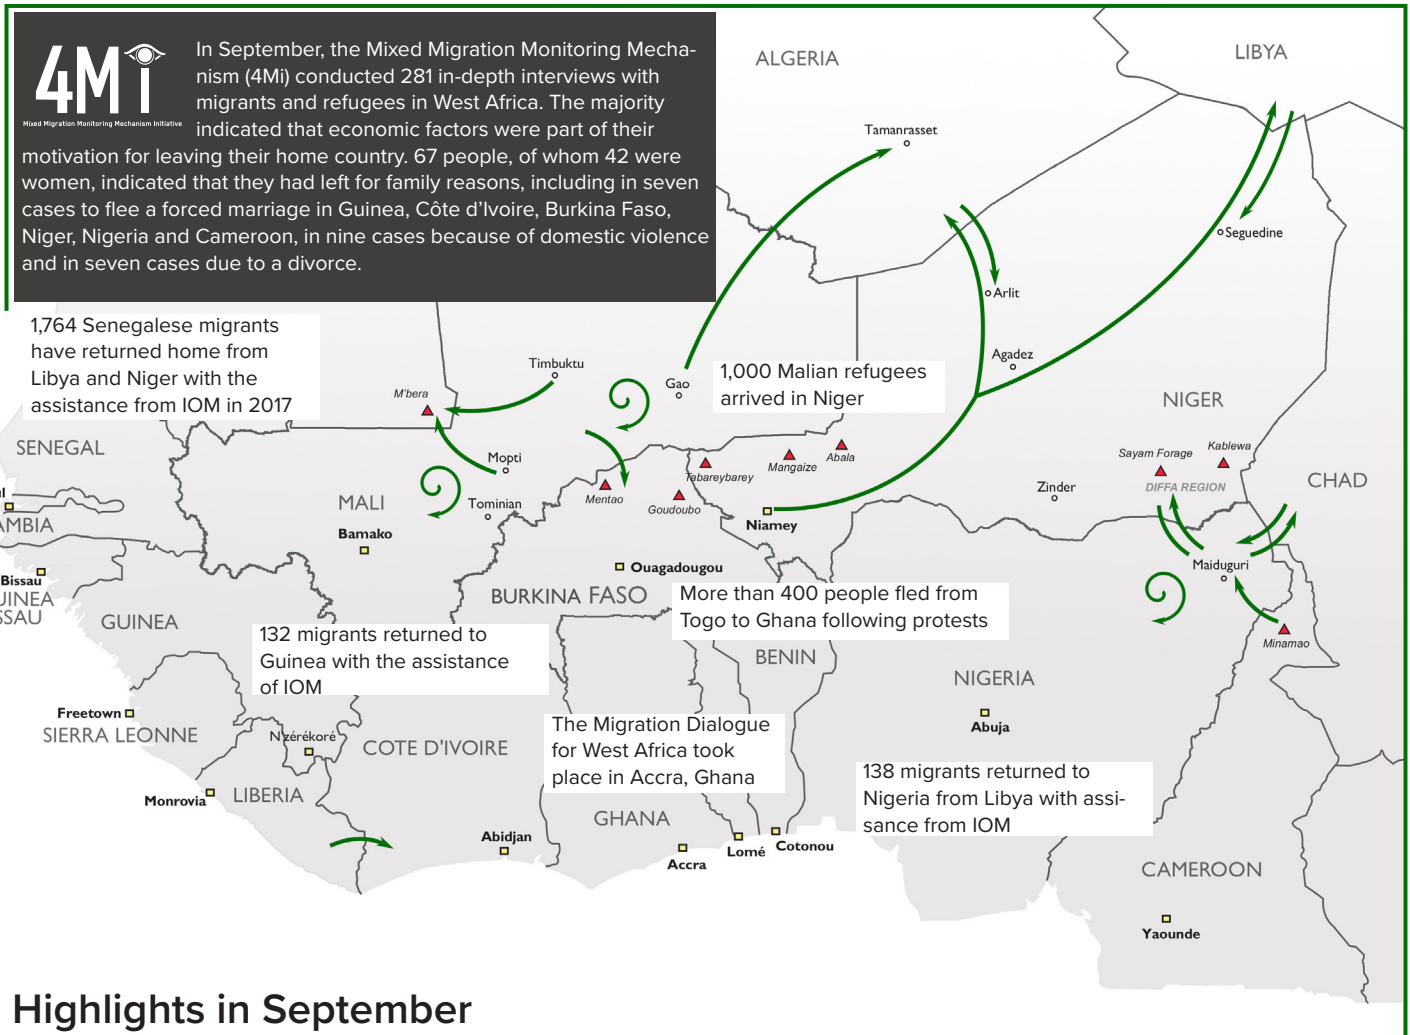 4Mi
Mixed Migration Monitoring Mechanism Initiative
In September, the Mixed Migration Monitoring Mecha-
nism (4Mi) conducted 281 in-depth interviews with
migrants and refugees in West Africa. The majority
indicated that economic factors were part of their
motivation for leaving their home country. 67 people, of whom 42 were
women, indicated that they had left for family reasons, including in seven
cases to flee a forced marriage in Guinea, Côte d'Ivoire, Burkina Faso,
Niger, Nigeria and Cameroon, in nine cases because of domestic violence
and in seven cases due to a divorce.
ALGERIA
LIBYA
Tamanrasset
Seguedine
Arlit
Agadez
1,764 Senegalese migrants
have returned home from
Libya and Niger with the
assistance from IOM in 2017
Timbuktu
M'bera
Gao
1,000 Malian refugees
arrived in Niger
NIGER
SENEGAL
Mopti
MALI
Tominian
Bamako
Mentao
Tabareybarey
Goudoubo
Mangaize
Abala
Niamey
Zinder
Sayam Forage
Kablewa
DIFFA REGION
CHAD
ul
AMBIA
Bissau
UINEA
SSAU
GUINEA
Ouagadougou
BURKINA FASO
More than 400 people fled from
Togo to Ghana following protests
Maiduguri
Minamao
132 migrants returned to
Guinea with the assistance
of IOM
BENIN
NIGERIA
Abuja
Freetown
SIERRA LEONNE
N'zérékoré
COTE D'IVOIRE
The Migration Dialogue
for West Africa took
place in Accra, Ghana
138 migrants returned to
Nigeria from Libya with assi-
sance from IOM
Monrovia
LIBERIA
GHANA
Abidjan
Accra
Lomé
Cotonou
CAMEROON
Yaounde
Highlights in September